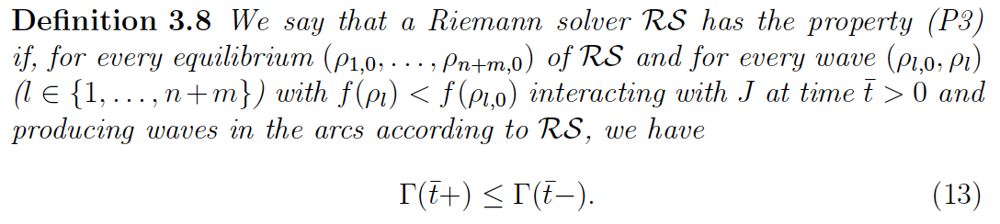 Definition 3.8 We say that a Riemann solver RS has the property (P3)
if, for every equilibrium (ρ₁,₀, . . . , ρₙ₊ₘ,₀) of RS and for every wave (ρₗ,₀, ρₗ)
(l ∈ {1, . . . , n+m}) with f(ρₗ) < f(ρₗ,₀) interacting with J at time t̄ > 0 and
producing waves in the arcs according to RS, we have
Γ(t̄+) ≤ Γ(t̄−). (13)